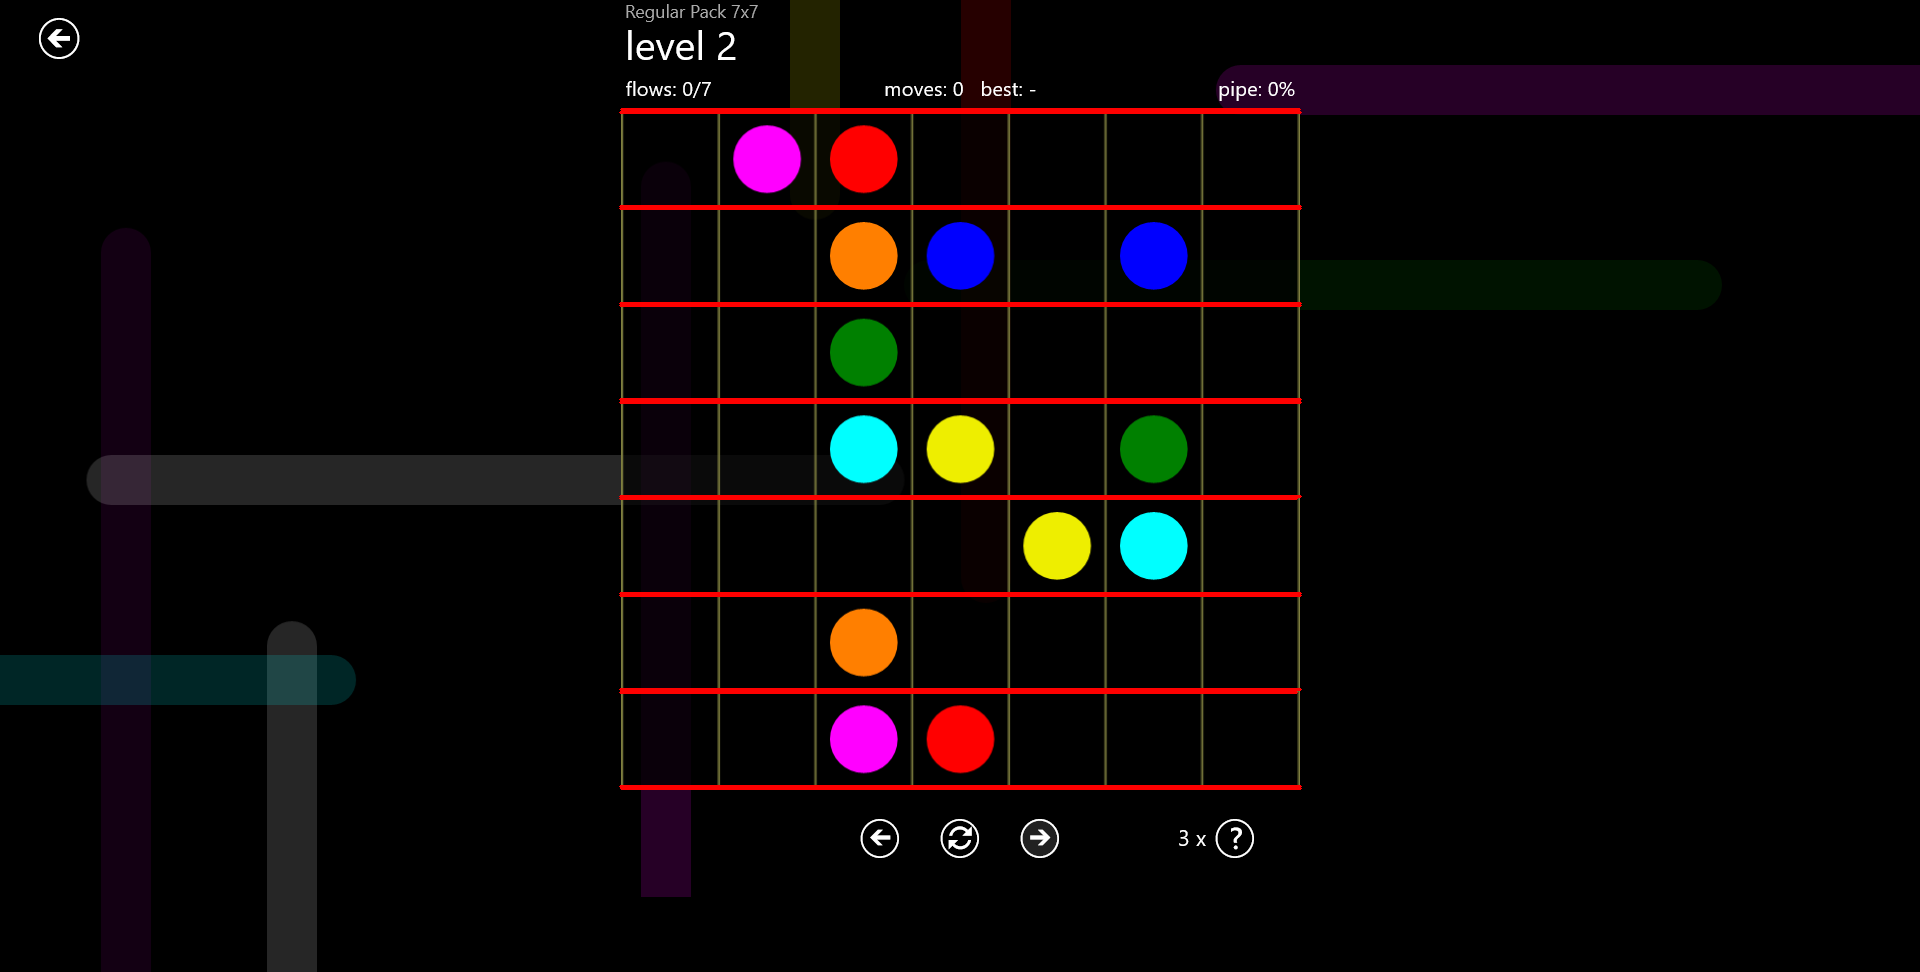 Regular Pack 7x7
level 2
flows: 0/7 moves: 0 best: - pipe: 0%
3 x ?